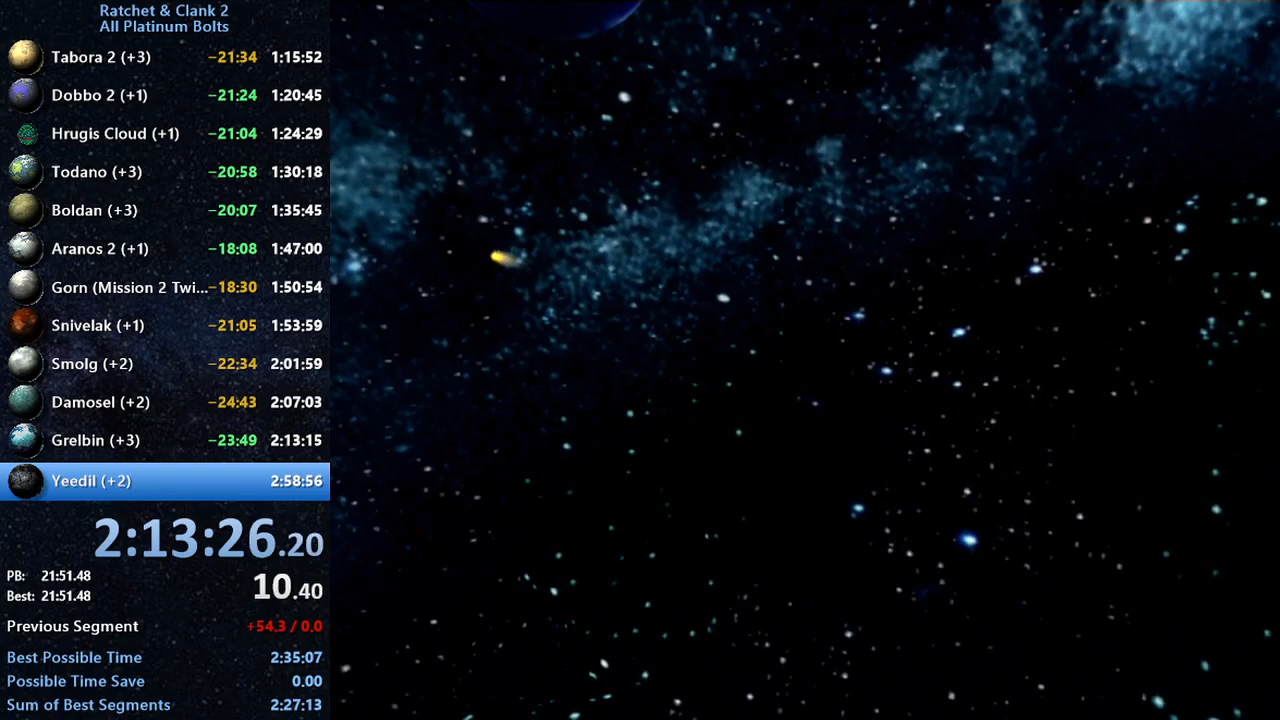 Ratchet & Clank 2
All Platinum Bolts
Tabora 2 (+3) −21:34 1:15:52
Dobbo 2 (+1) −21:24 1:20:45
Hrugis Cloud (+1) −21:04 1:24:29
Todano (+3) −20:58 1:30:18
Boldan (+3) −20:07 1:35:45
Aranos 2 (+1) −18:08 1:47:00
Gorn (Mission 2 Twi... −18:30 1:50:54
Snivelak (+1) −21:05 1:53:59
Smolg (+2) −22:34 2:01:59
Damosel (+2) −24:43 2:07:03
Grelbin (+3) −23:49 2:13:15
Yeedil (+2) 2:58:56
2:13:26.20
PB: 21:51.48
10.40
Best: 21:51.48
Previous Segment +54.3 / 0.0
Best Possible Time 2:35:07
Possible Time Save 0.00
Sum of Best Segments 2:27:13